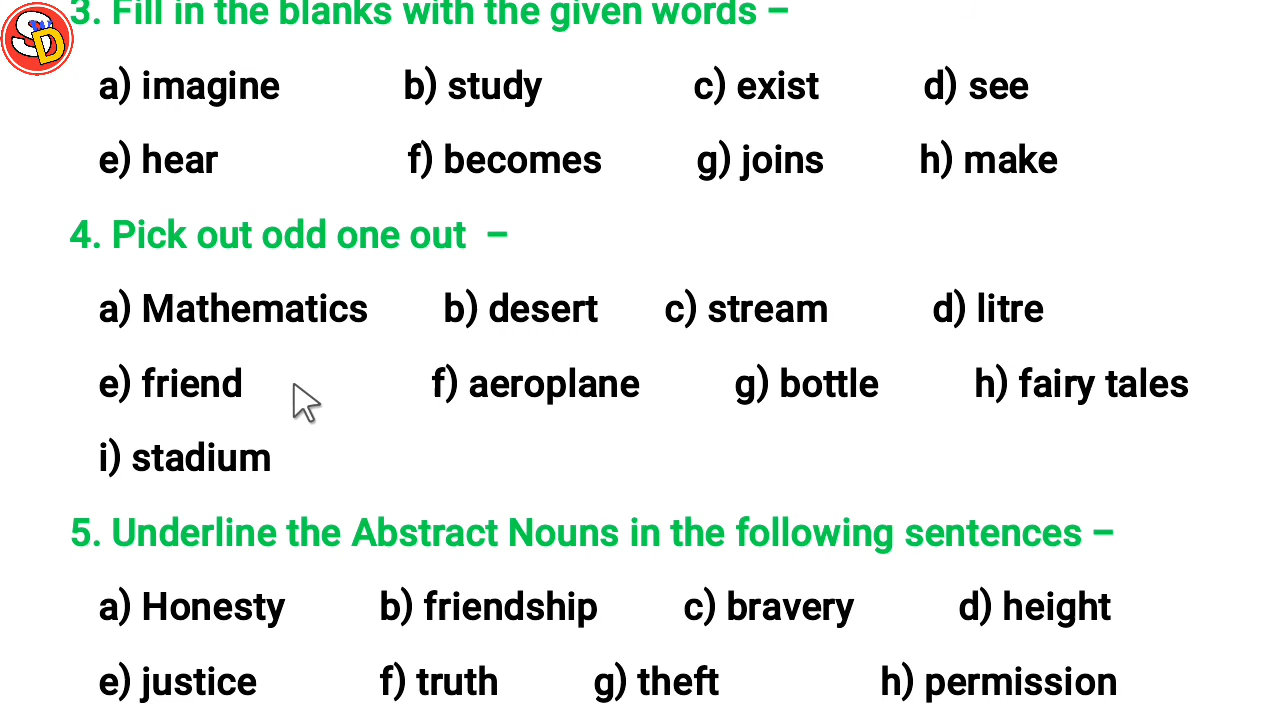 SD
3. Fill in the blanks with the given words –
a) imagine b) study c) exist d) see
e) hear f) becomes g) joins h) make
4. Pick out odd one out –
a) Mathematics b) desert c) stream d) litre
e) friend f) aeroplane g) bottle h) fairy tales
i) stadium
5. Underline the Abstract Nouns in the following sentences –
a) Honesty b) friendship c) bravery d) height
e) justice f) truth g) theft h) permission